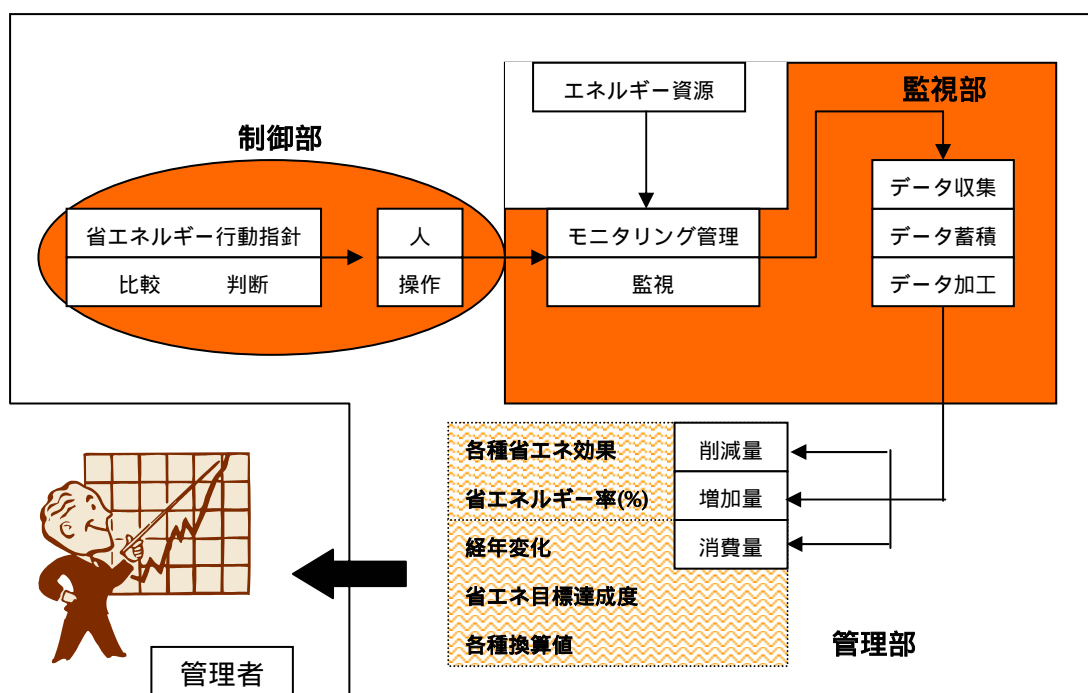 エネルギー資源
監視部
制御部
データ収集
省エネルギー行動指針
人
モニタリング管理
データ蓄積
比較 判断
操作
監視
データ加工
各種省エネ効果
削減量
省エネルギー率(%)
増加量
経年変化
消費量
省エネ目標達成度
各種換算値
管理部
管理者